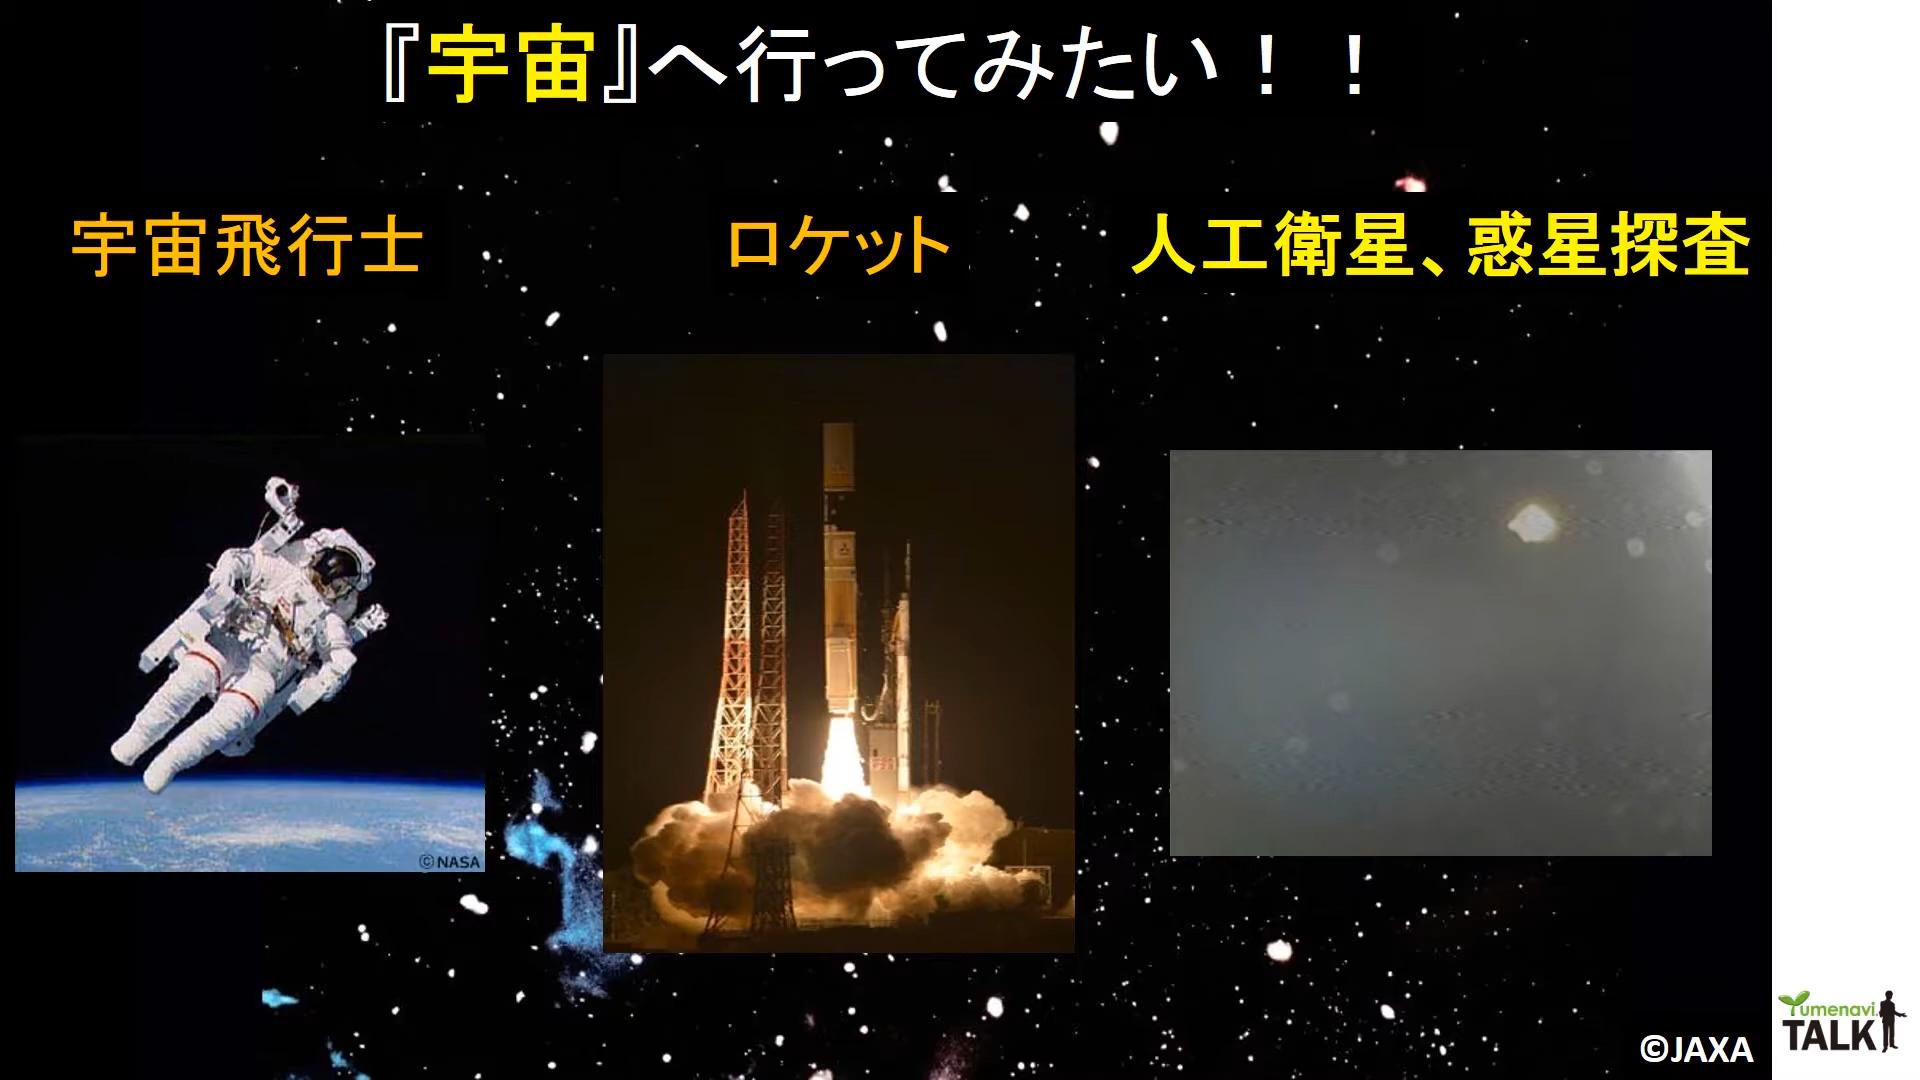 『宇宙』へ行ってみたい！！
宇宙飛行士
ロケット
人工衛星、惑星探査
©NASA
©JAXA
Yumenavi
TALK